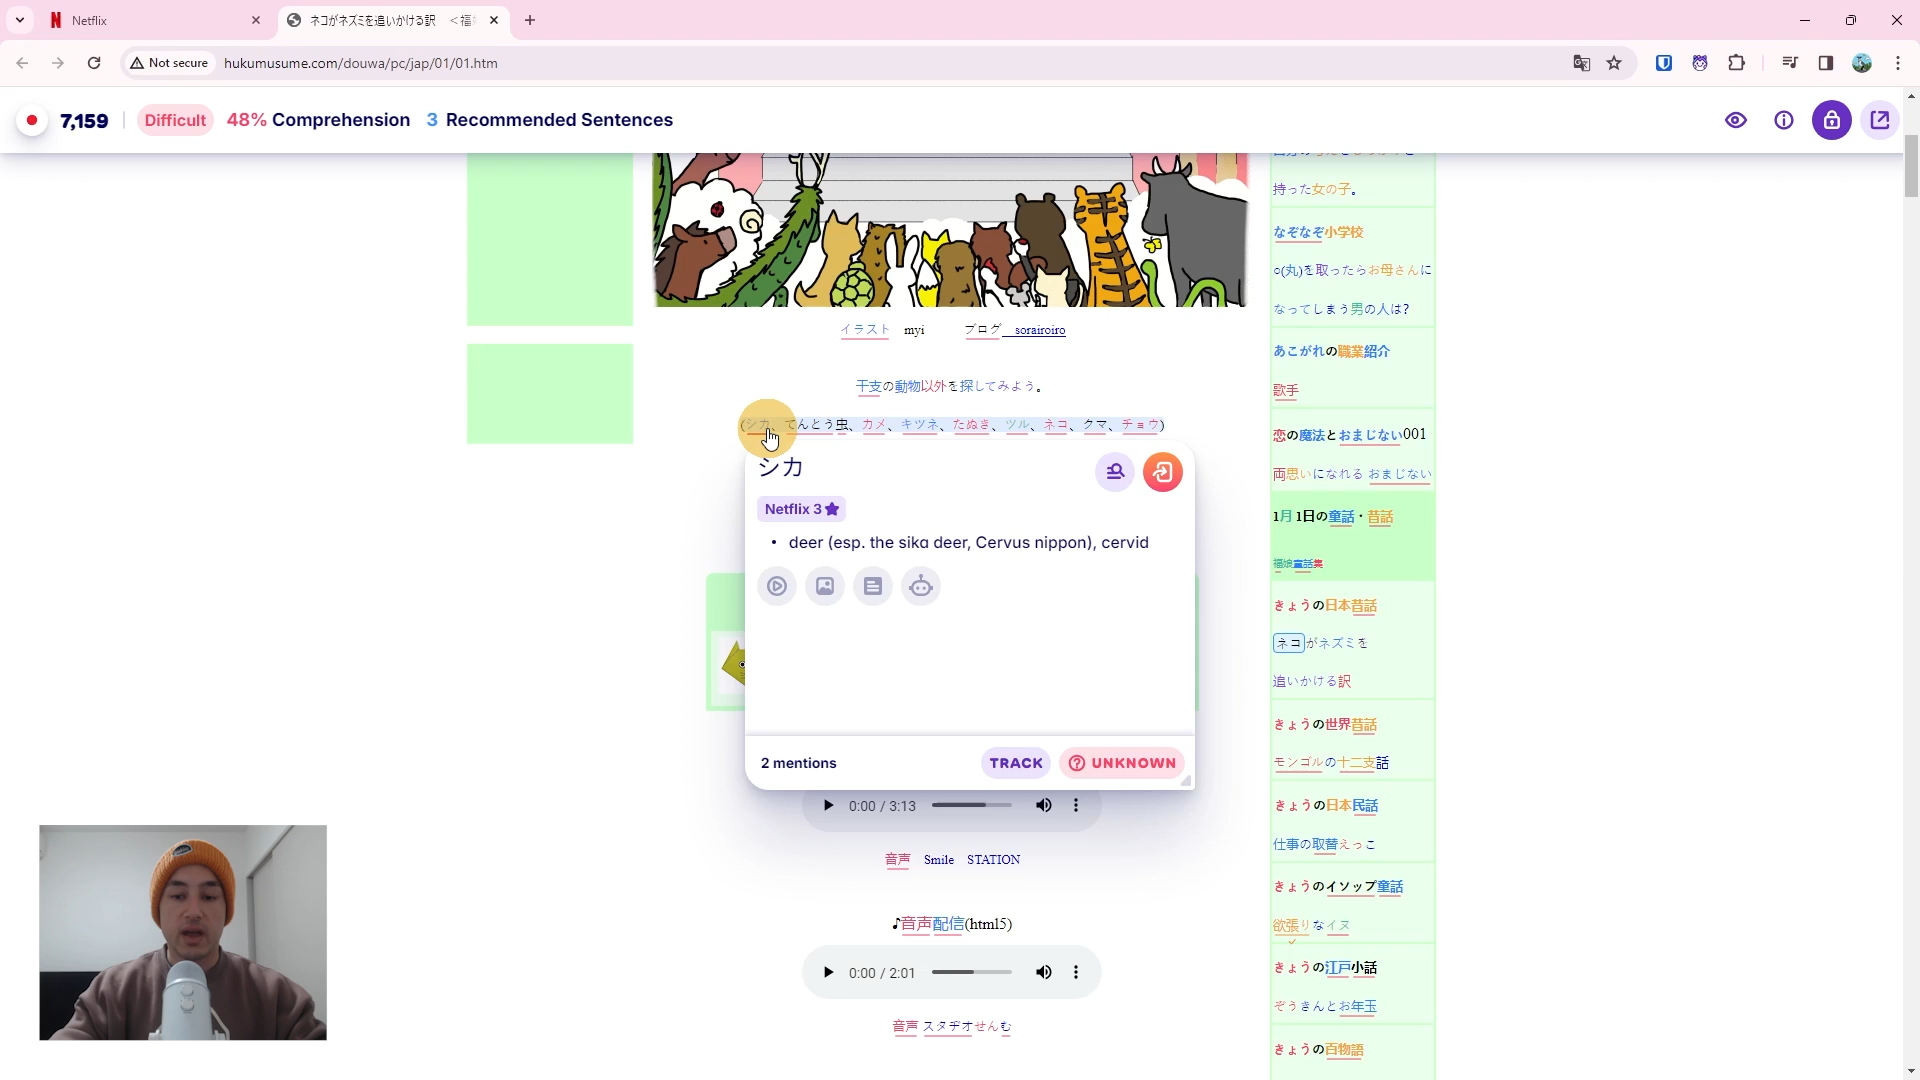 Netflix
ネコがネズミを追いかける訳 <福
Not secure
hukumusume.com/douwa/pc/jap/01/01.htm
7,159
Difficult
48% Comprehension
3 Recommended Sentences
イラスト myi ブログ sorairoiro
干支の動物以外を探してみよう。
(シカ、てんとう虫、カメ、キツネ、たぬき、ツル、ネコ、クマ、チョウ)
シカ
Netflix 3
• deer (esp. the sika deer, Cervus nippon), cervid
2 mentions
TRACK
UNKNOWN
0:00 / 3:13
音声 Smile STATION
♪音声配信(html5)
0:00 / 2:01
音声 スタヂオせんむ
持った女の子。
なぞなぞ小学校
○(丸)を取ったらお母さんに
なってしまう男の人は?
あこがれの職業紹介
歌手
恋の魔法とおまじない001
両思いになれる おまじない
1月 1日の童話・昔話
福娘童話集
きょうの日本昔話
ネコがネズミを
追いかける訳
きょうの世界昔話
モンゴルの十二支話
きょうの日本民話
仕事の取替えっこ
きょうのイソップ童話
欲張りなイヌ
きょうの江戸小話
ぞうきんとお年玉
きょうの百物語